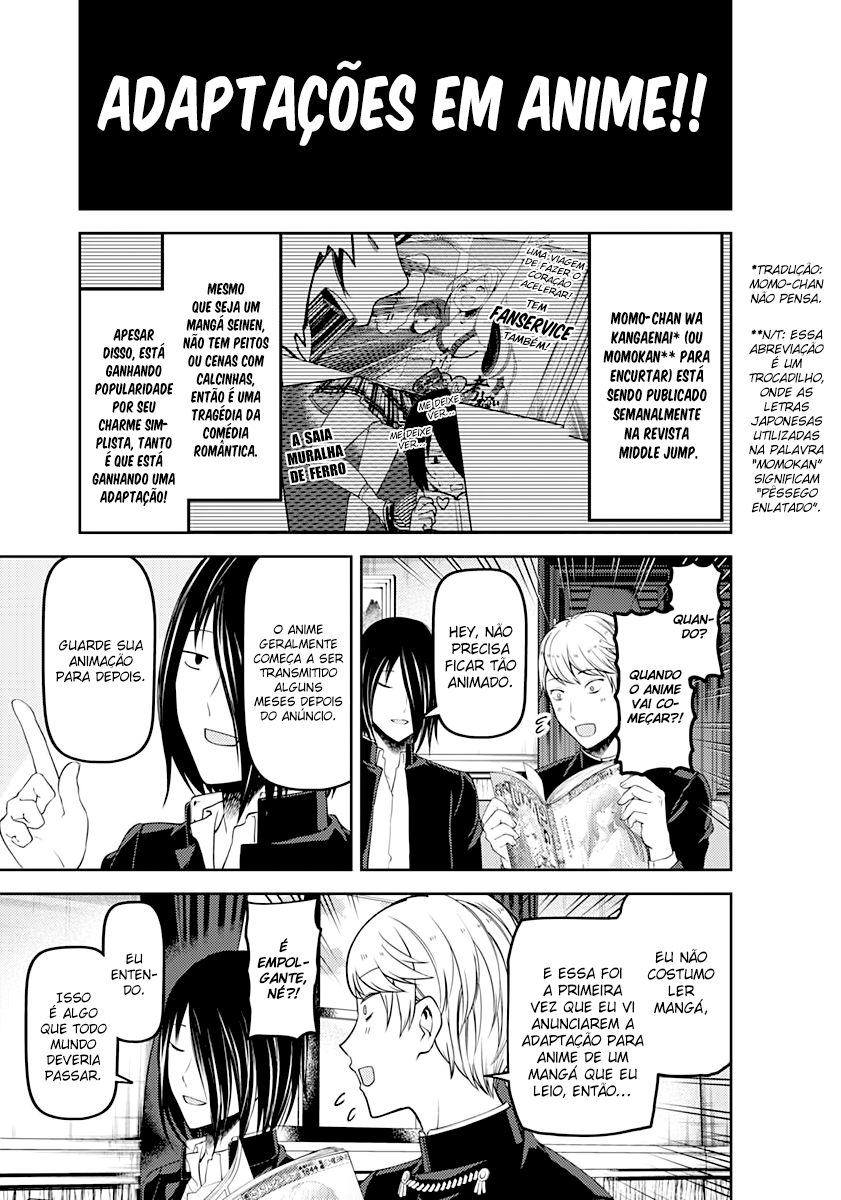 ADAPTAÇÕES EM ANIME!!
*TRADUÇÃO:
MOMO-CHAN
NÃO PENSA.
**N/T: ESSA
ABREVIAÇÃO
É UM
TROCADILHO,
ONDE AS
LETRAS
JAPONESAS
UTILIZADAS
NA PALAVRA
"MOMOKAN"
SIGNIFICAM
"PÊSSEGO
ENLATADO".
MOMO-CHAN WA
KANGAENAI* (OU
MOMOKAN** PARA
ENCURTAR) ESTÁ
SENDO PUBLICADO
SEMANALMENTE
NA REVISTA
MIDDLE JUMP.
UMA VIAGEM
DE FAZER O
CORAÇÃO
ACELERAR!
TEM
FANSERVICE
TAMBÉM!
ME DEIXE
VER...
ME DEIXE
VER...
A SAIA
MURALHA
DE FERRO
MESMO
QUE SEJA UM
MANGÁ SEINEN,
NÃO TEM PEITOS
OU CENAS COM
CALCINHAS,
ENTÃO É UMA
TRAGÉDIA DA
COMÉDIA
ROMÂNTICA.
APESAR
DISSO, ESTÁ
GANHANDO
POPULARIDADE
POR SEU
CHARME SIM-
PLISTA, TANTO
É QUE ESTÁ
GANHANDO UMA
ADAPTAÇÃO!
QUAN-
DO?
QUANDO
O ANIME
VAI CO-
MEÇAR?!
HEY, NÃO
PRECISA
FICAR TÃO
ANIMADO.
O ANIME
GERALMENTE
COMEÇA A SER
TRANSMITIDO
ALGUNS
MESES DEPOIS
DO ANÚNCIO.
GUARDE SUA
ANIMAÇÃO
PARA DEPOIS.
EU NÃO
COSTUMO
LER
MANGÁ,
E ESSA FOI
A PRIMEIRA
VEZ QUE EU VI
ANUNCIAREM A
ADAPTAÇÃO PARA
ANIME DE UM
MANGÁ QUE EU
LEIO, ENTÃO...
É
EMPOL-
GANTE,
NÉ?!
EU
ENTEN-
DO.
ISSO
É ALGO
QUE TODO
MUNDO
DEVERIA
PASSAR.